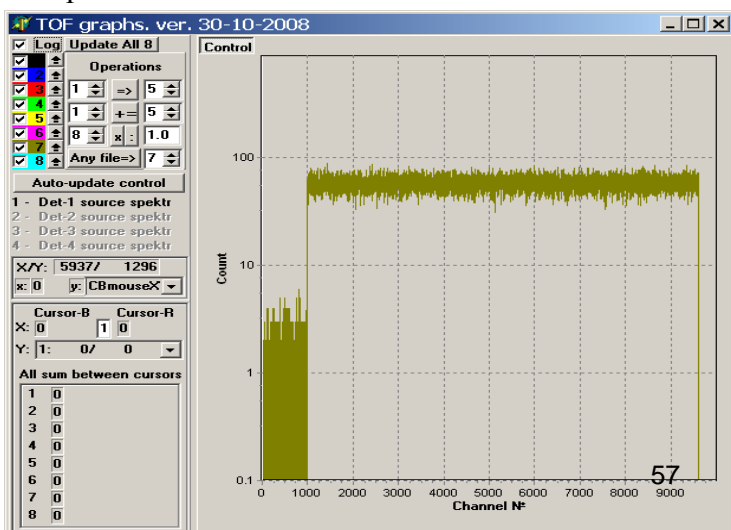 TOF graphs. ver. 30-10-2008
Log Update All 8
Control
Operations
2
3 1 => 5
4
5 1 += 5
6 8 x : 1.0
7
8 Any file=> 7
Auto-update control
1 - Det-1 source spektr
2 - Det-2 source spektr
3 - Det-3 source spektr
4 - Det-4 source spektr
X/Y: 5937/ 1296
x: 0 y: CBmouseX
Cursor-B Cursor-R
X: 0 1 0
Y: 1: 0/ 0
All sum between cursors
1 0
2 0
3 0
4 0
5 0
6 0
7 0
8 0
Count
100
10
1
0.1
57
0 1000 2000 3000 4000 5000 6000 7000 8000 9000
Channel №